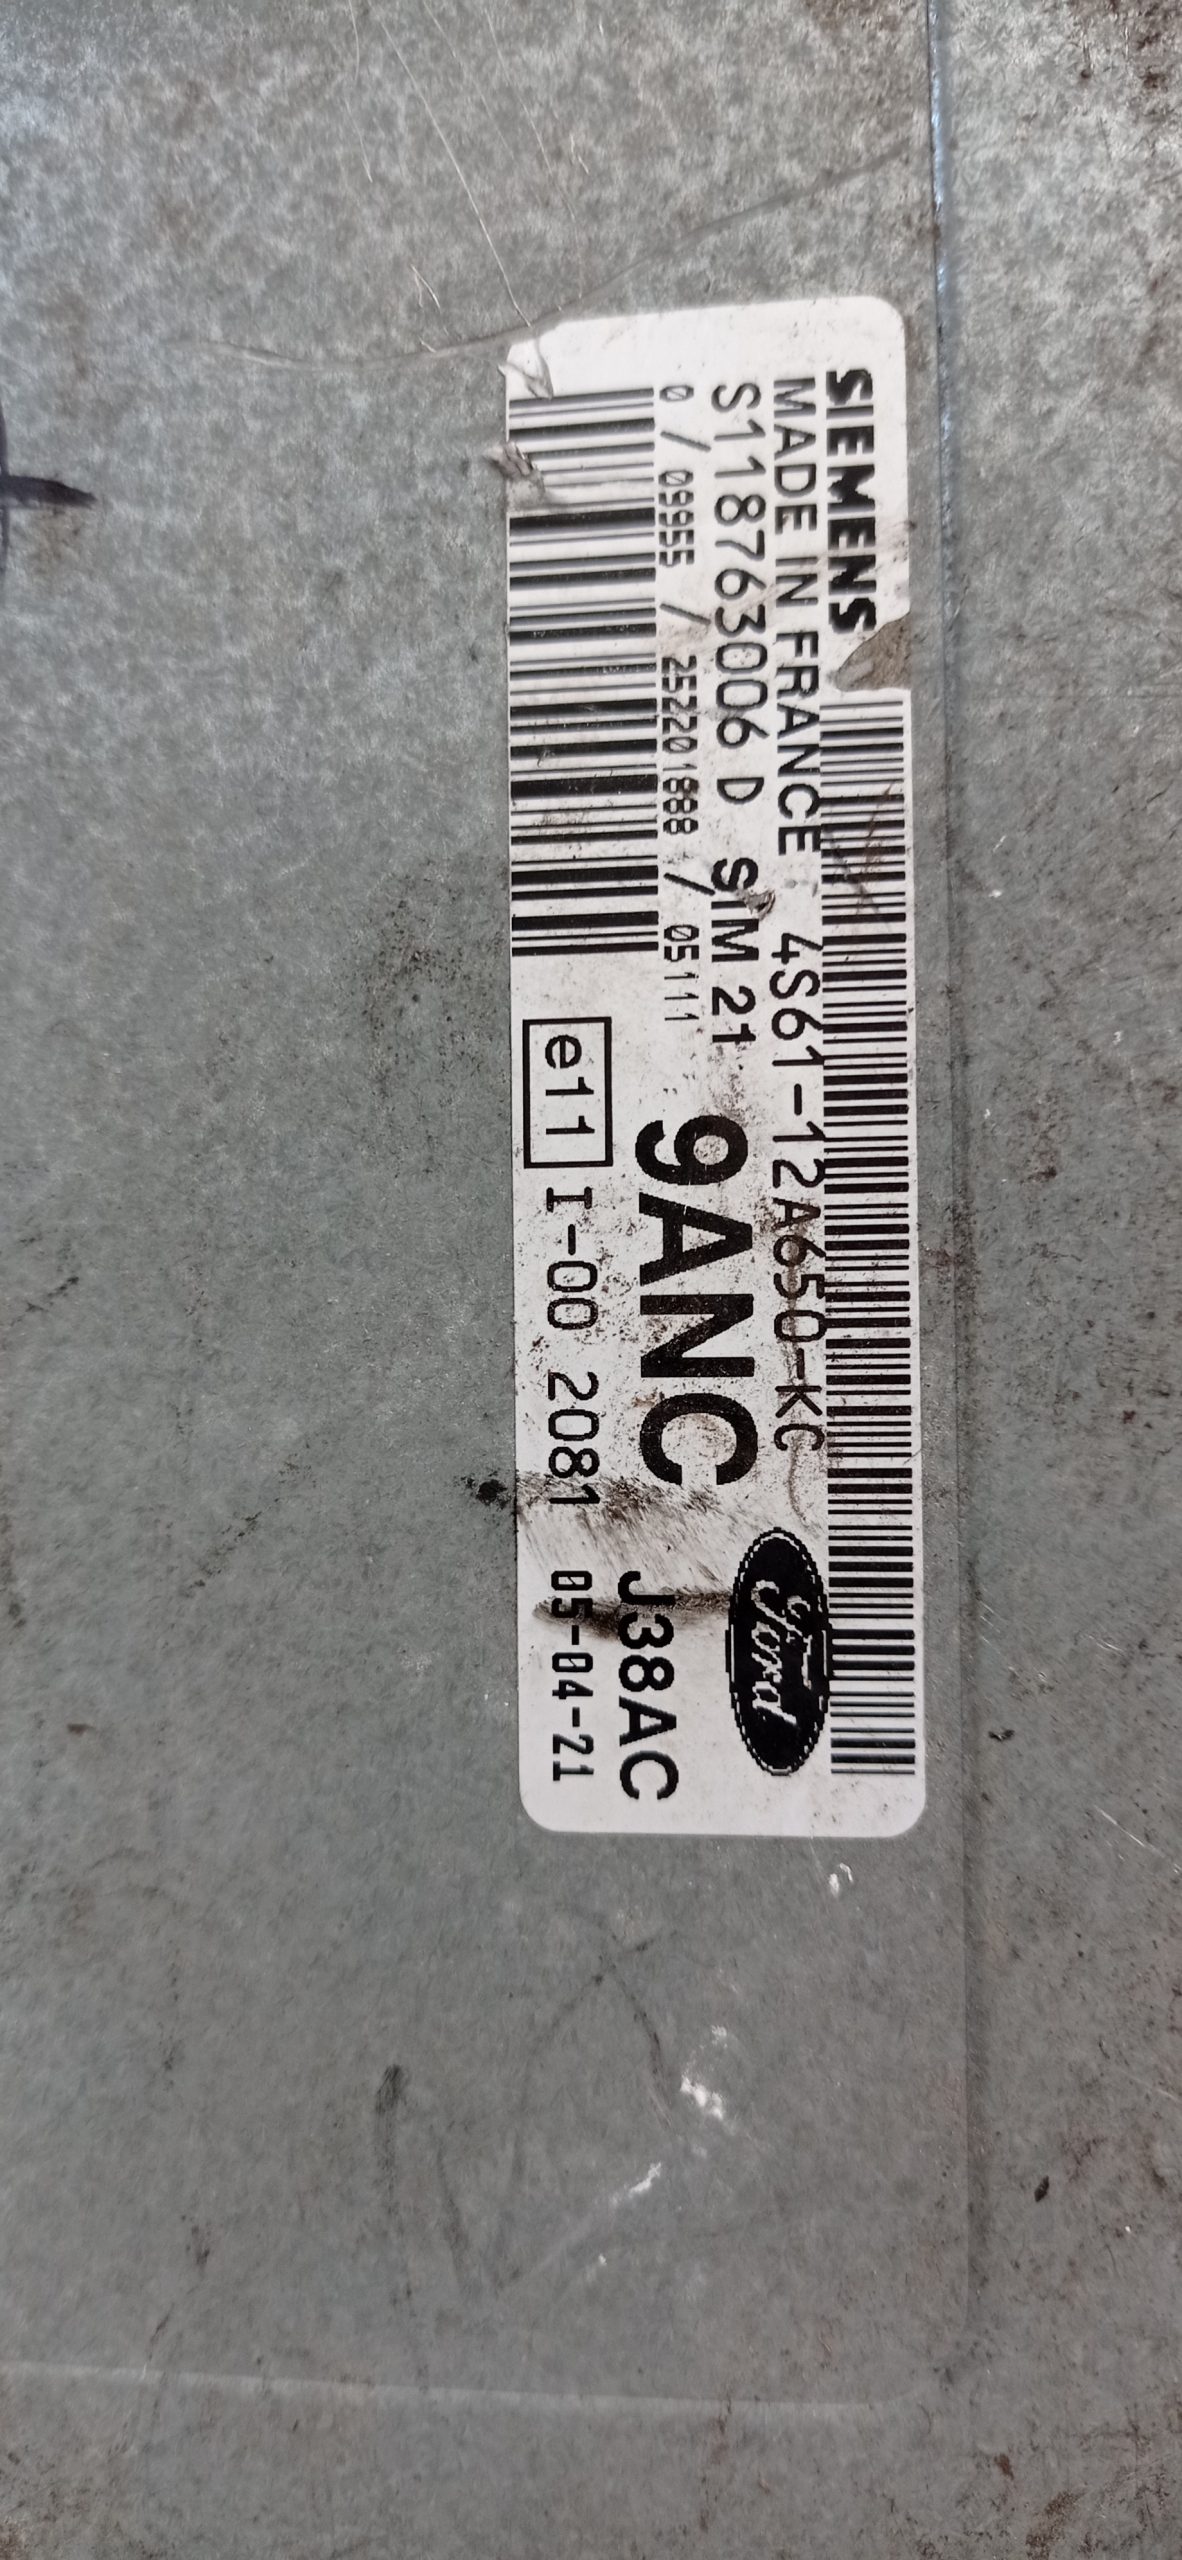 SIEMENS
MADE IN FRANCE 4S61-12A650-KC
S118763006 D SIM 21
0 / 09955 / 252201888 / 05111
9ANC
Ford
J38AC
e11 I-00 2081 05-04-21